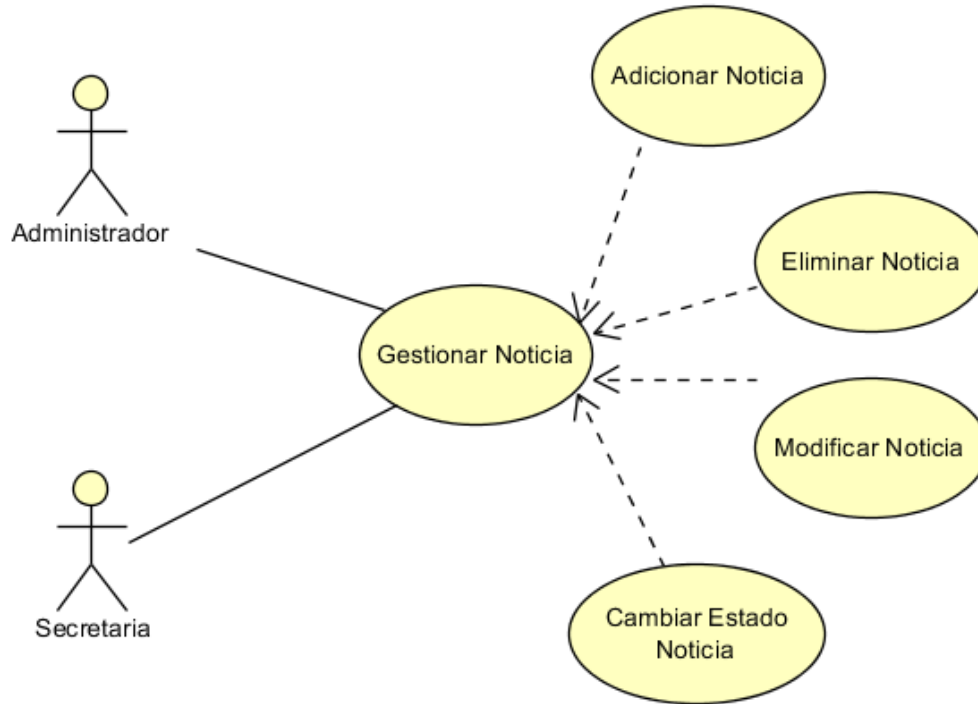 Adicionar Noticia
Administrador
Eliminar Noticia
Gestionar Noticia
Modificar Noticia
Secretaria
Cambiar Estado
Noticia